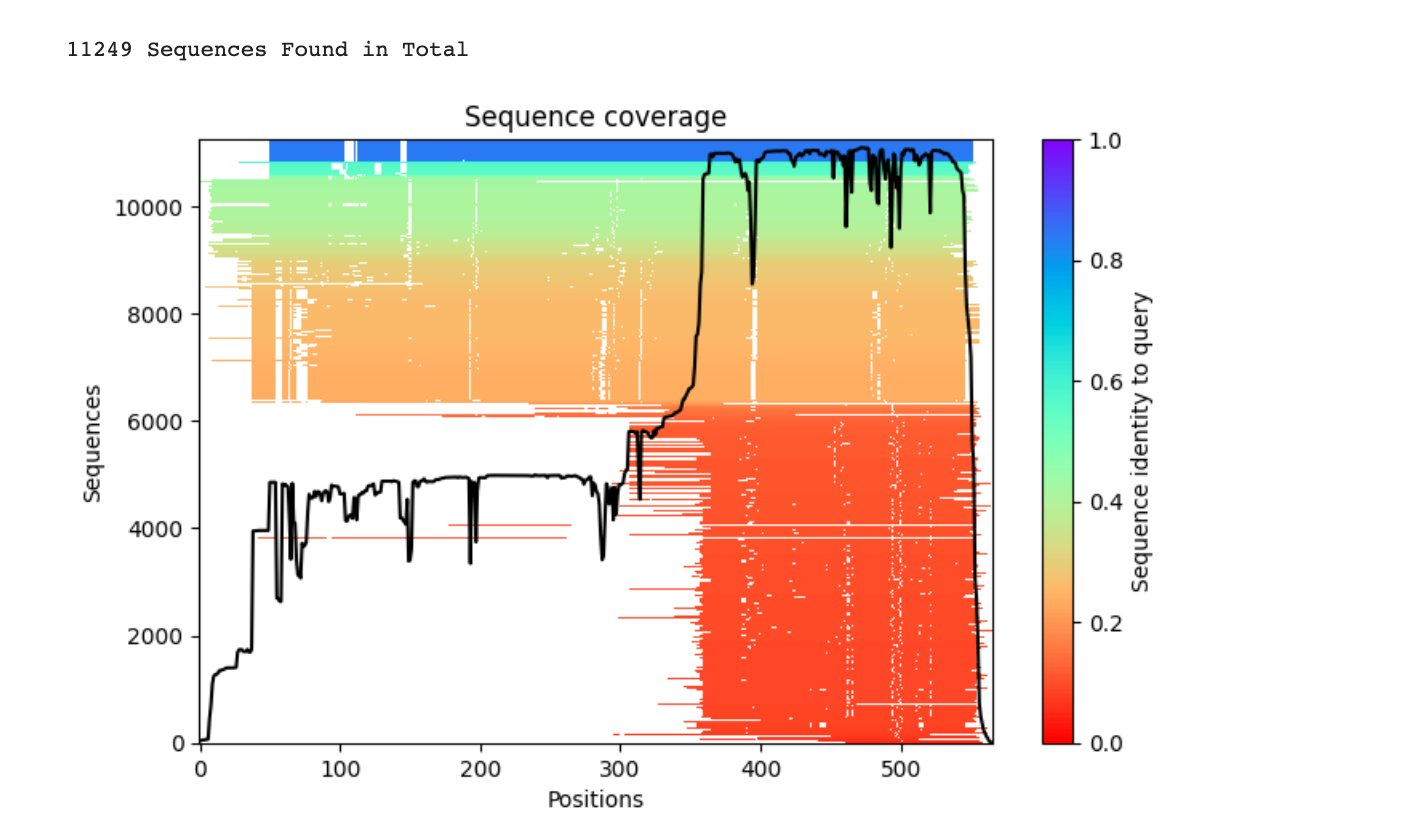 11249 Sequences Found in Total
Sequence coverage
Sequences
10000
8000
6000
4000
2000
0
0 100 200 300 400 500
Positions
1.0
0.8
0.6
0.4
0.2
0.0
Sequence identity to query